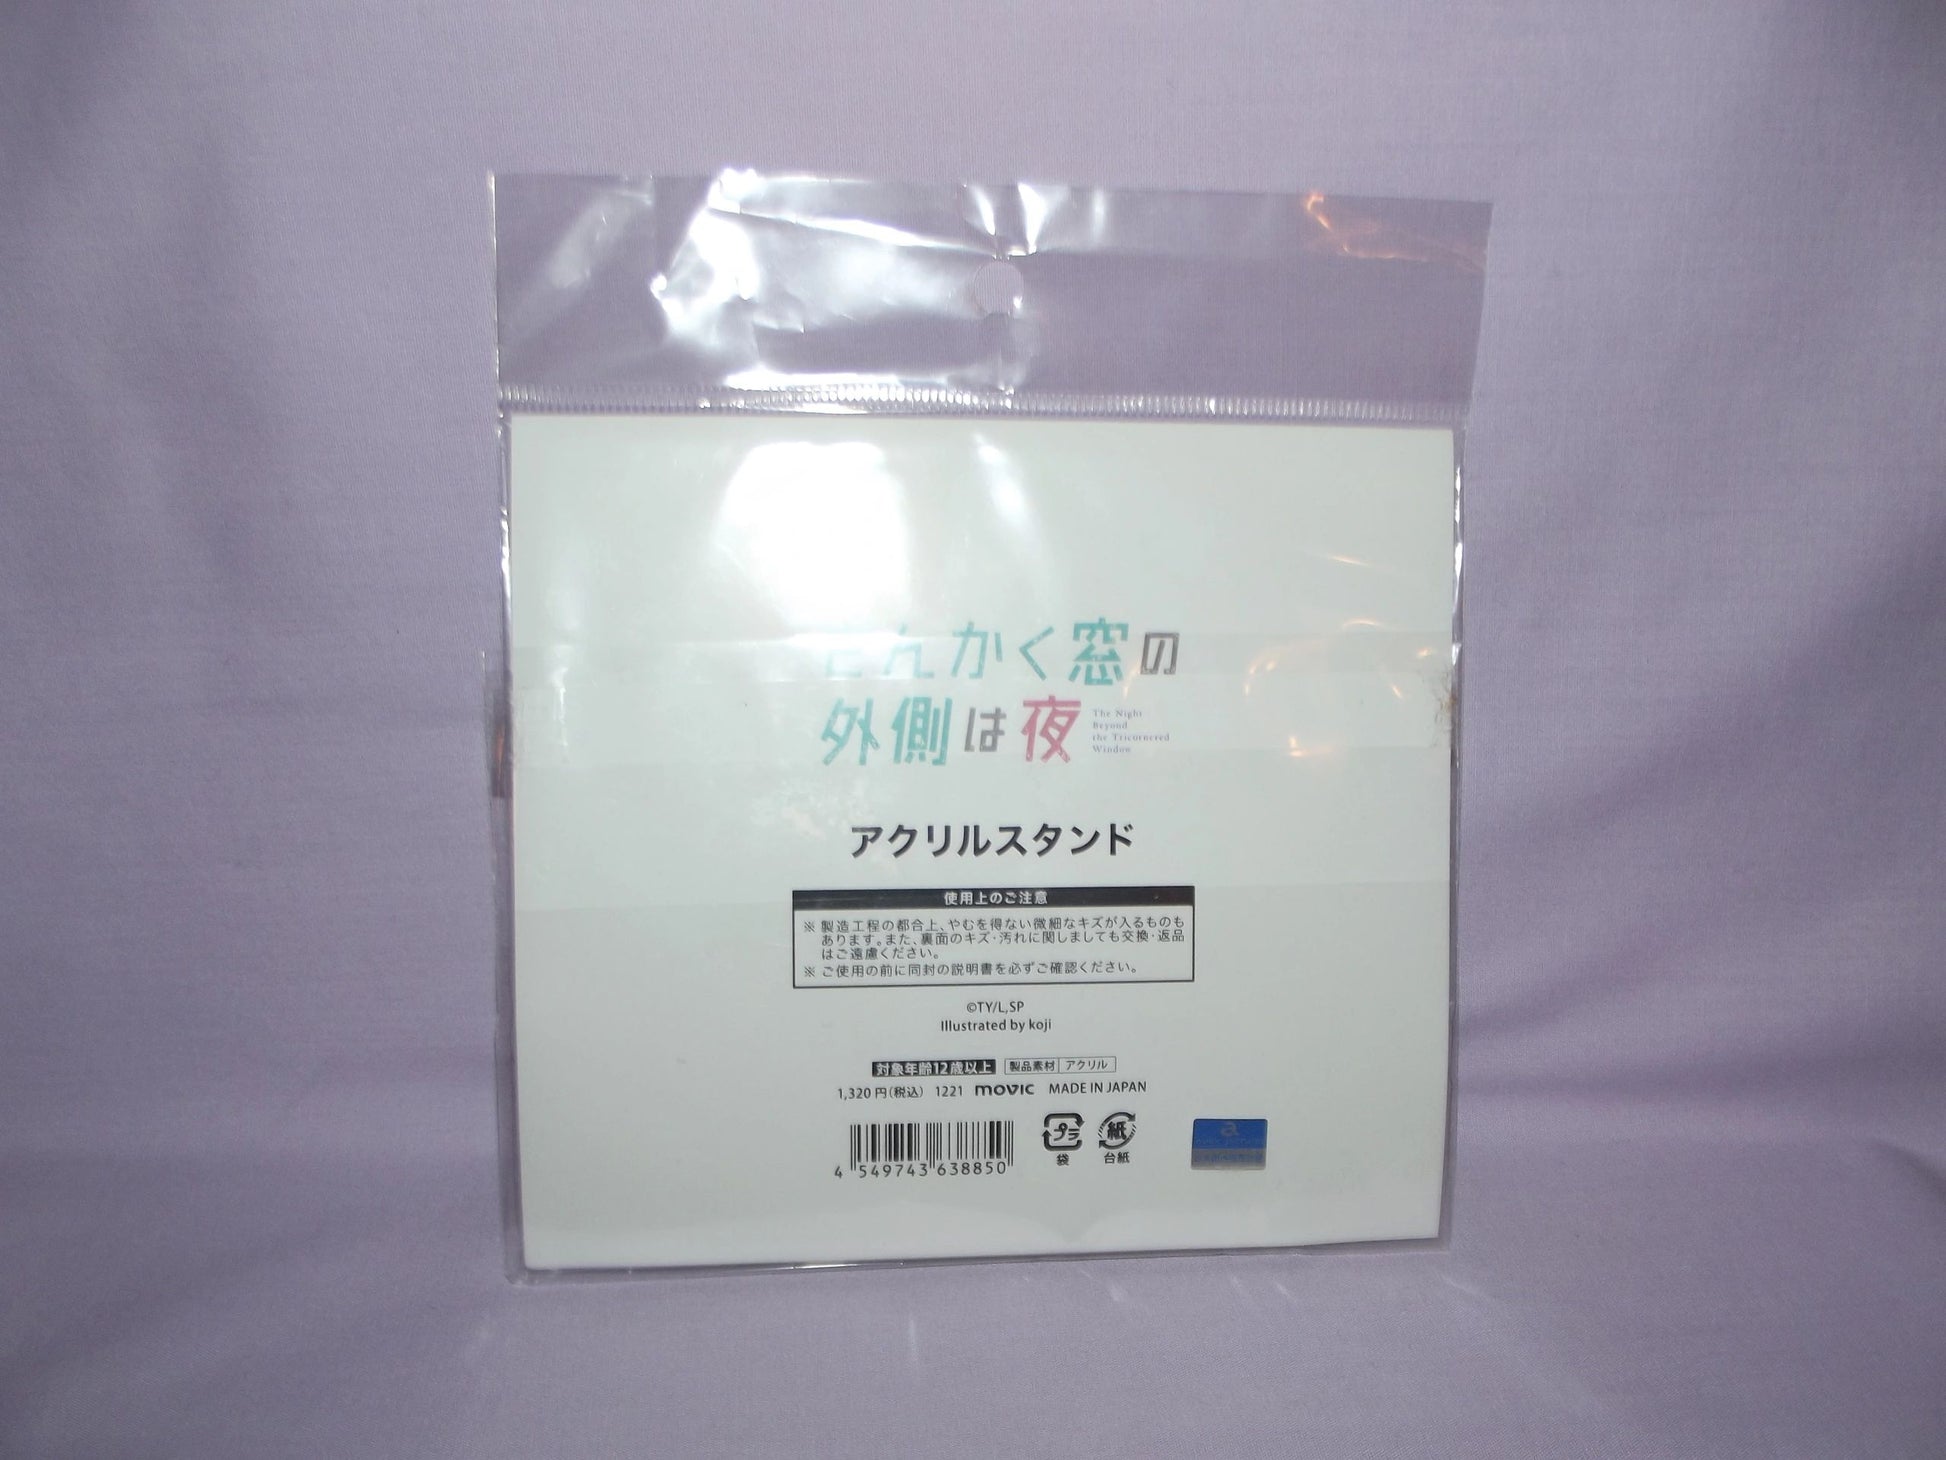 さんかく窓の
外側は夜
The Night
Beyond
the Tricornered
Window
アクリルスタンド
使用上のご注意
※ 製造工程の都合上、やむを得ない微細なキズが入るものも
あります。また、裏面のキズ・汚れに関しましても交換・返品
はご遠慮ください。
※ ご使用の前に同封の説明書を必ずご確認ください。
©TY/L,SP
Illustrated by koji
対象年齢12歳以上 製品素材 アクリル
1,320円(税込) 1221 movic MADE IN JAPAN
4 549743 638850
プラ
袋
紙
台紙
a